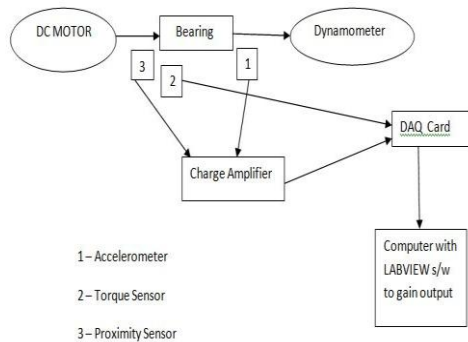 DC MOTOR
Bearing
Dynamometer
3
2
1
DAQ Card
Charge Amplifier
Computer with
LABVIEW s/w
to gain output
1 – Accelerometer
2 – Torque Sensor
3 – Proximity Sensor